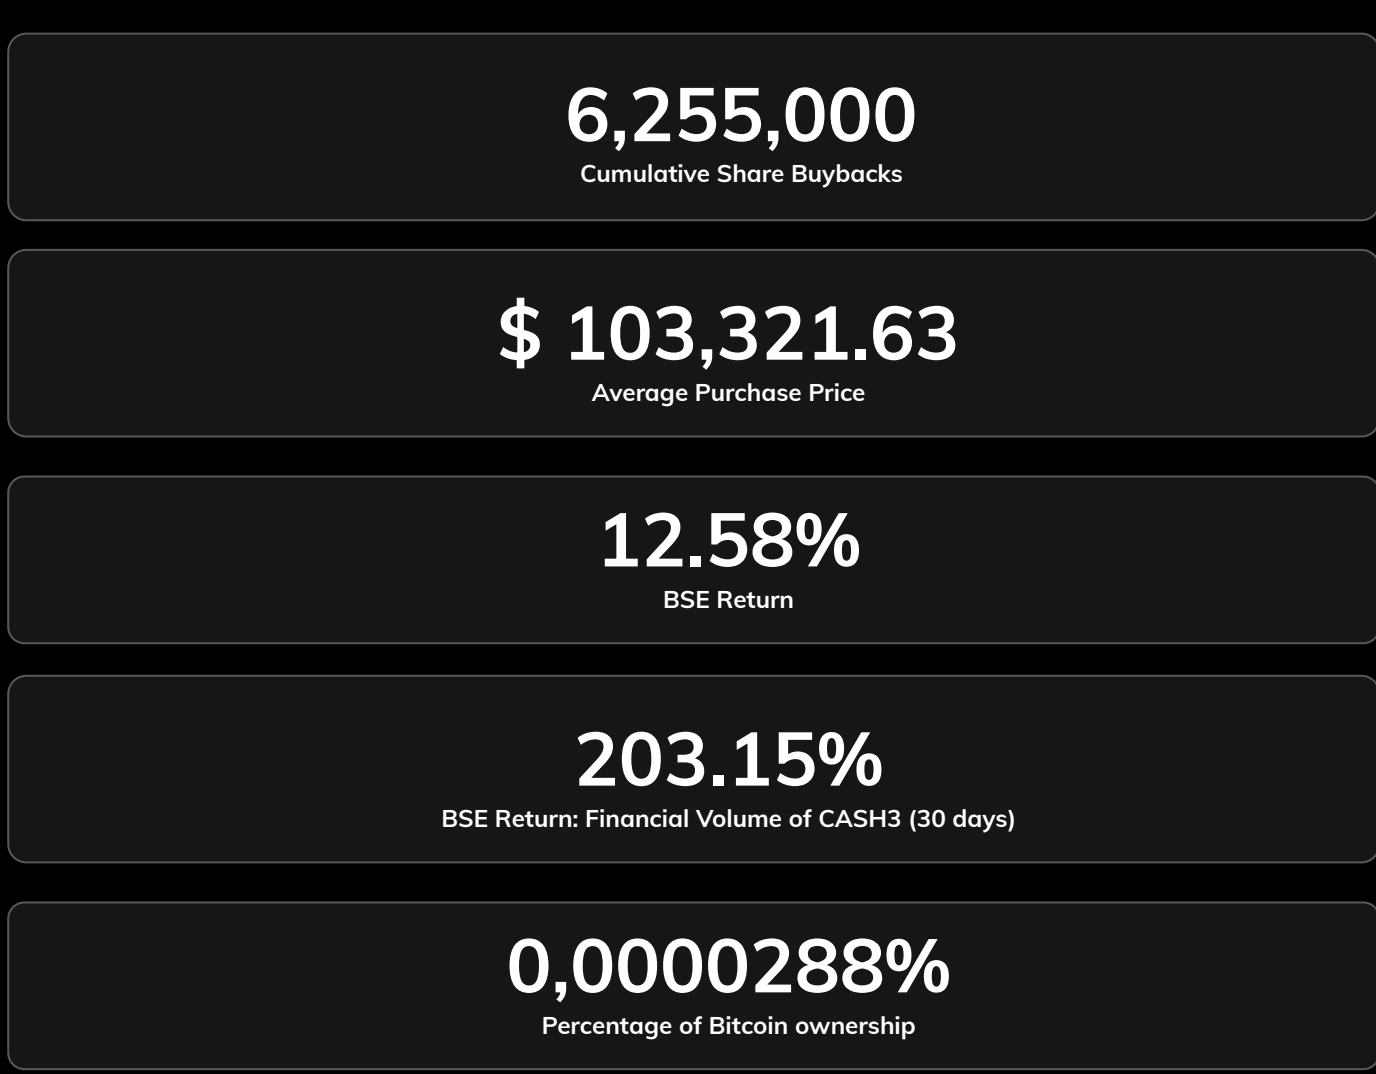 6,255,000
Cumulative Share Buybacks
$ 103,321.63
Average Purchase Price
12.58%
BSE Return
203.15%
BSE Return: Financial Volume of CASH3 (30 days)
0,0000288%
Percentage of Bitcoin ownership